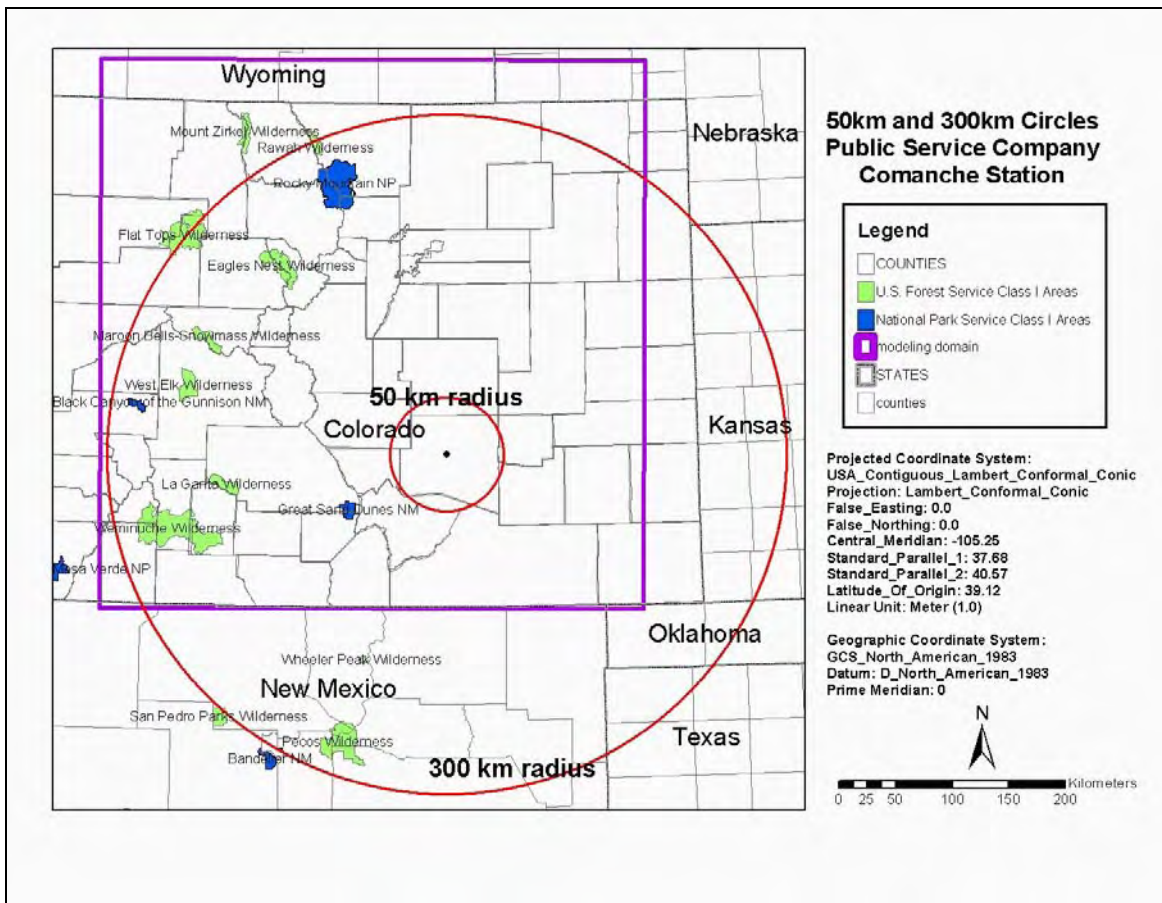 Wyoming
Mount Zirkel Wilderness
Nebraska
Rawah Wilderness
Rocky Mountain NP
Flat Tops Wilderness
Eagles Nest Wilderness
Maroon Bells-Snowmass Wilderness
West Elk Wilderness
Black Canyon of the Gunnison NM
50 km radius
Colorado
Kansas
La Garita Wilderness
Great Sand Dunes NM
Weminuche Wilderness
Mesa Verde NP
Oklahoma
Wheeler Peak Wilderness
New Mexico
San Pedro Parks Wilderness
Pecos Wilderness
Bandelier NM
Texas
300 km radius
50km and 300km Circles
Public Service Company
Comanche Station
Legend
COUNTIES
U.S. Forest Service Class I Areas
National Park Service Class I Areas
modeling domain
STATES
counties
Projected Coordinate System:
USA_Contiguous_Lambert_Conformal_Conic
Projection: Lambert_Conformal_Conic
False_Easting: 0.0
False_Northing: 0.0
Central_Meridian: -105.25
Standard_Parallel_1: 37.68
Standard_Parallel_2: 40.57
Latitude_Of_Origin: 39.12
Linear Unit: Meter (1.0)
Geographic Coordinate System:
GCS_North_American_1983
Datum: D_North_American_1983
Prime Meridian: 0
N
Kilometers
0 25 50 100 150 200